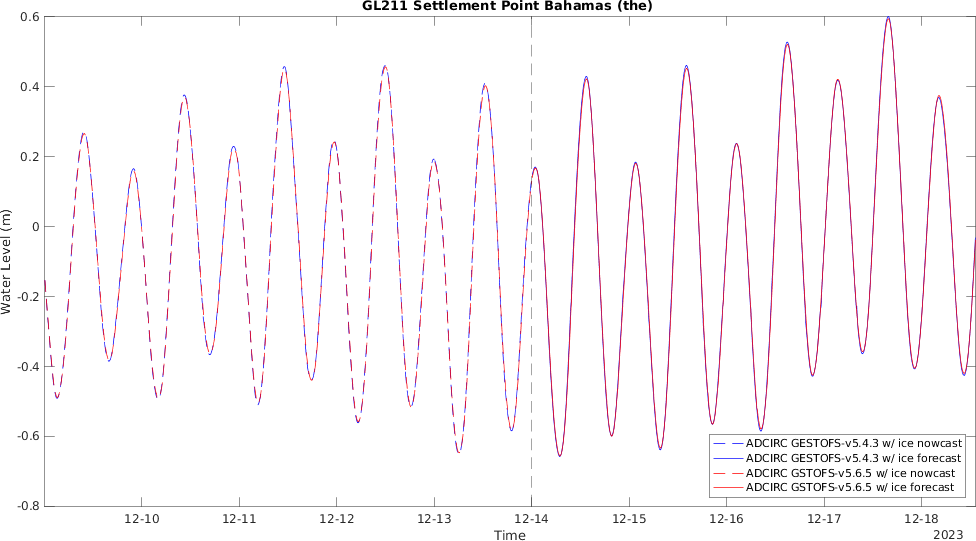 GL211 Settlement Point Bahamas (the)
0.6
0.4
0.2
0
-0.2
-0.4
-0.6
-0.8
Water Level (m)
ADCIRC GESTOFS-v5.4.3 w/ ice nowcast
ADCIRC GESTOFS-v5.4.3 w/ ice forecast
ADCIRC GSTOFS-v5.6.5 w/ ice nowcast
ADCIRC GSTOFS-v5.6.5 w/ ice forecast
12-10 12-11 12-12 12-13 12-14 12-15 12-16 12-17 12-18
Time
2023